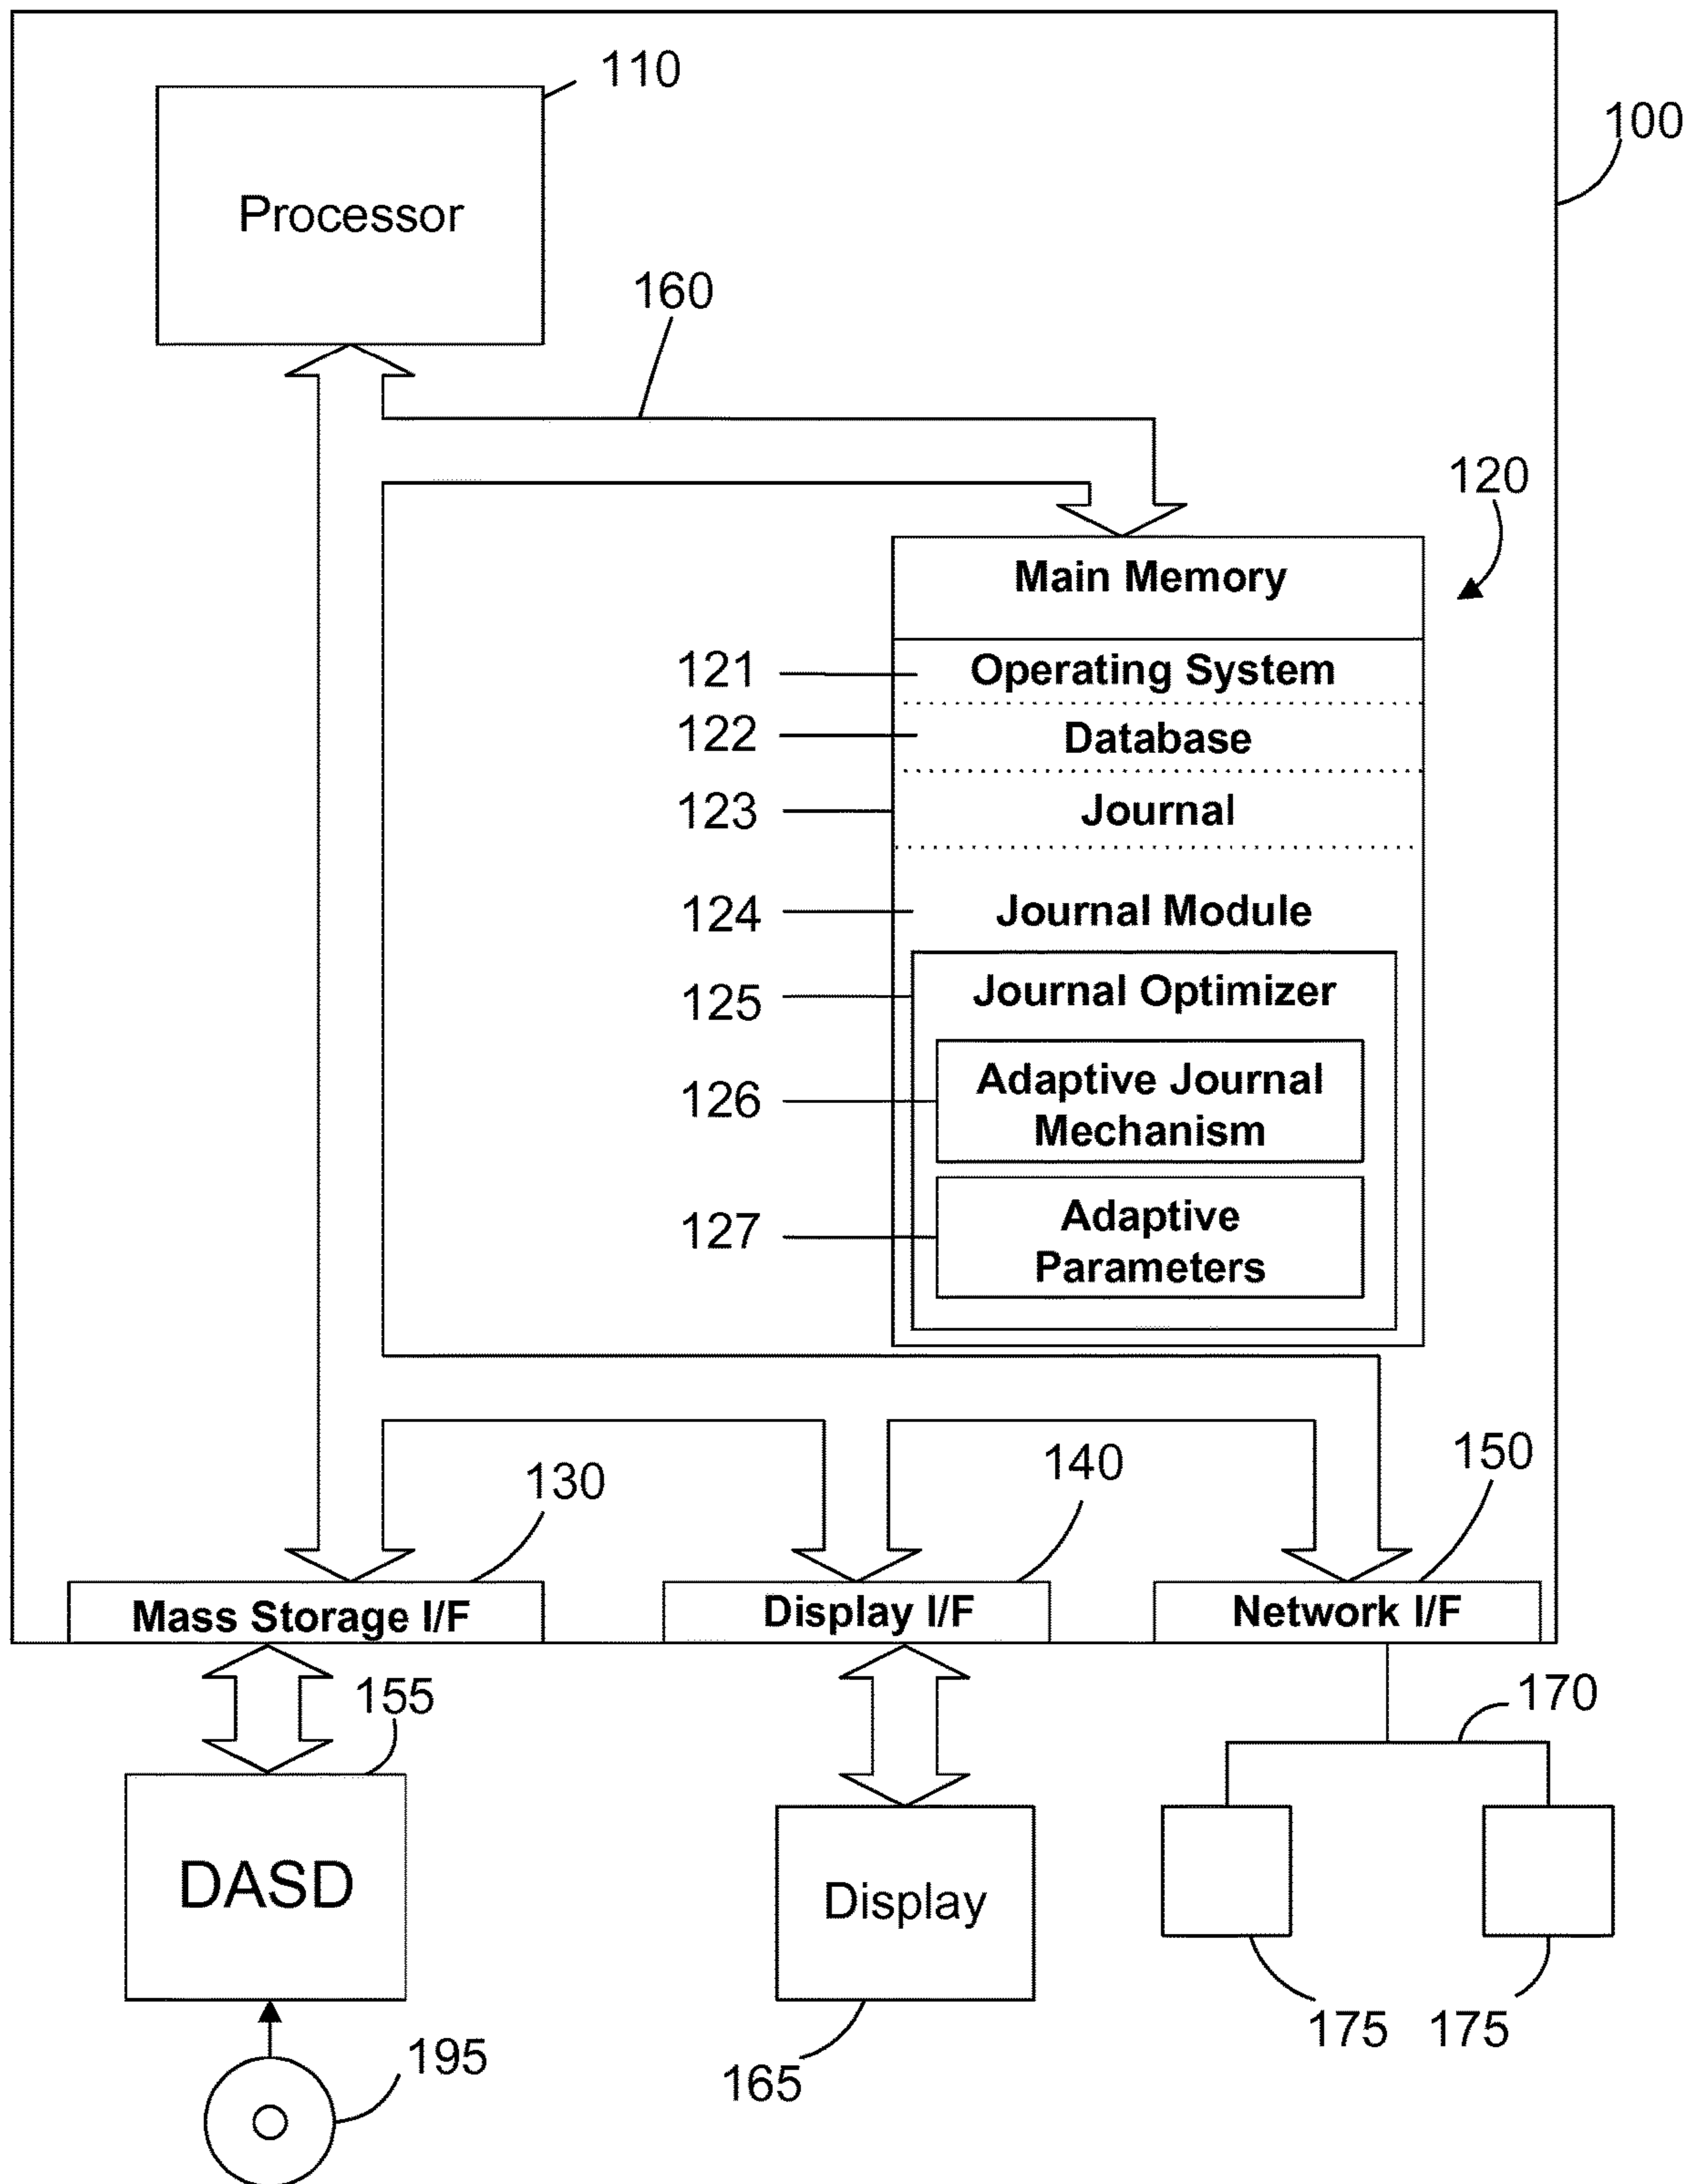 110
100
Processor
160
120
Main Memory
121
Operating System
122
Database
123
Journal
124
Journal Module
125
Journal Optimizer
126
Adaptive Journal
Mechanism
127
Adaptive
Parameters
130
140
150
Mass Storage I/F
Display I/F
Network I/F
155
170
DASD
Display
175
175
195
165